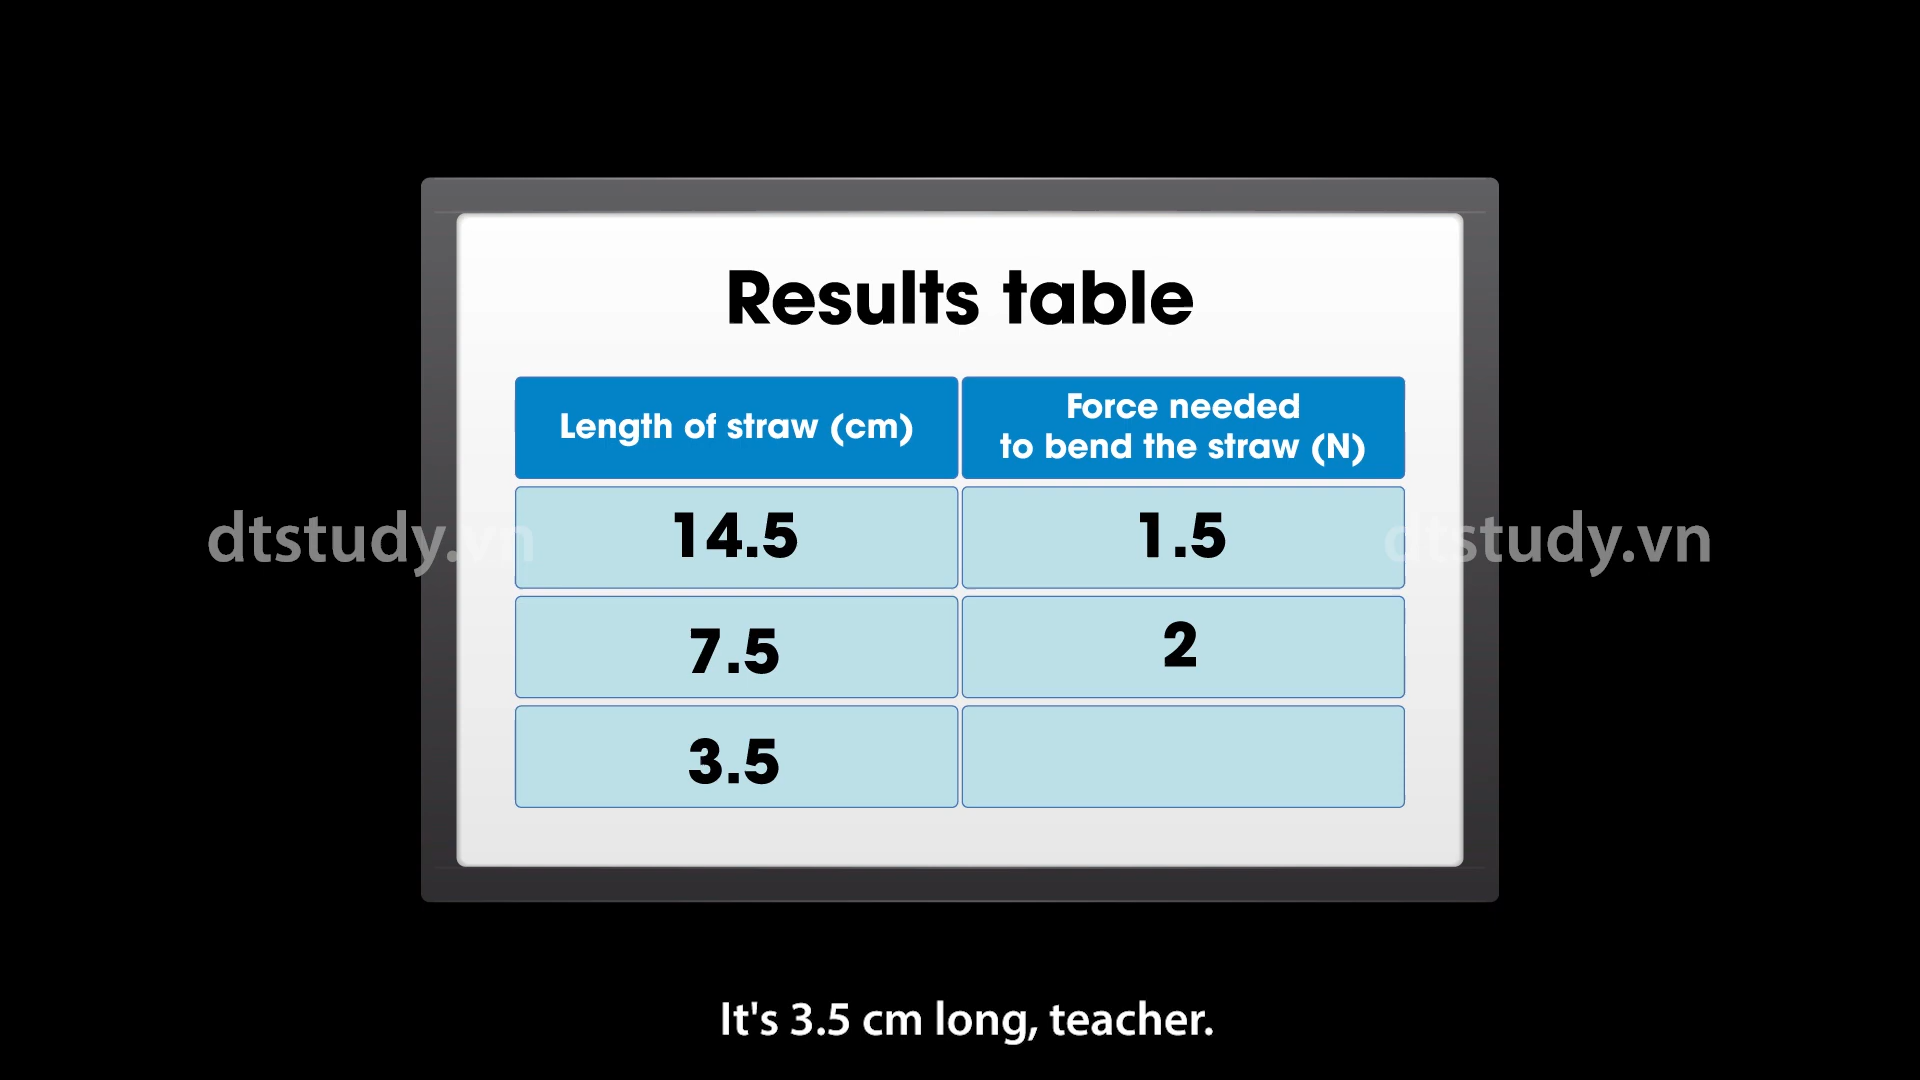 Results table
Length of straw (cm)
Force needed
to bend the straw (N)
14.5
1.5
7.5
2
3.5
dtstudy.vn
dtstudy.vn
It's 3.5 cm long, teacher.